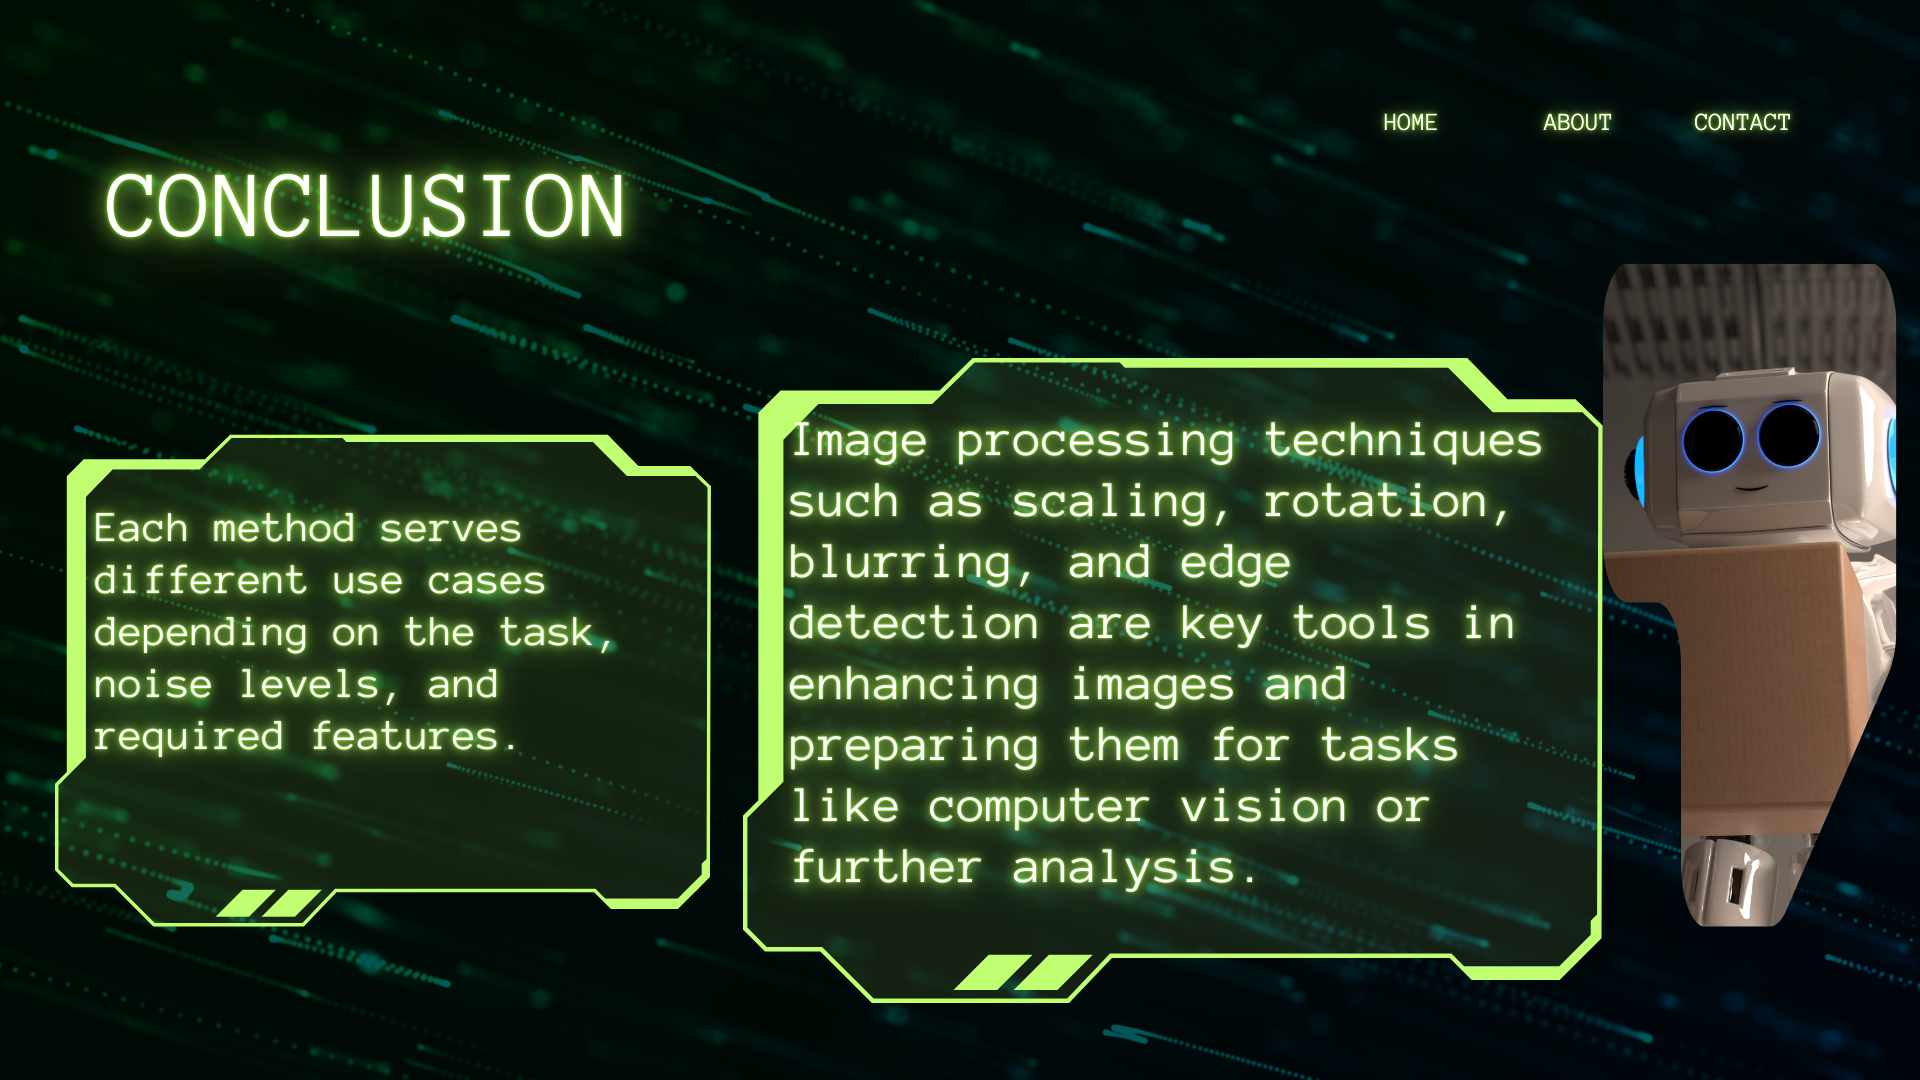 HOME ABOUT CONTACT
CONCLUSION
Each method serves
different use cases
depending on the task,
noise levels, and
required features.
Image processing techniques
such as scaling, rotation,
blurring, and edge
detection are key tools in
enhancing images and
preparing them for tasks
like computer vision or
further analysis.